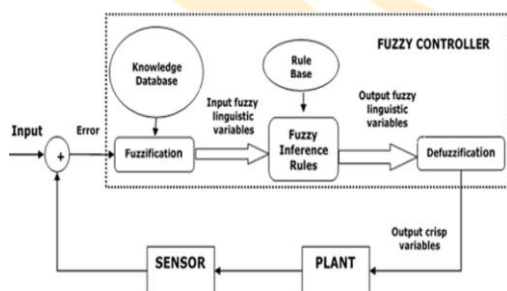 FUZZY CONTROLLER
Knowledge
Database
Rule
Base
Input fuzzy
linguistic
variables
Output fuzzy
linguistic
variables
Input
Error
+
Fuzzification
Fuzzy
Inference
Rules
Defuzzification
Output crisp
variables
SENSOR
PLANT